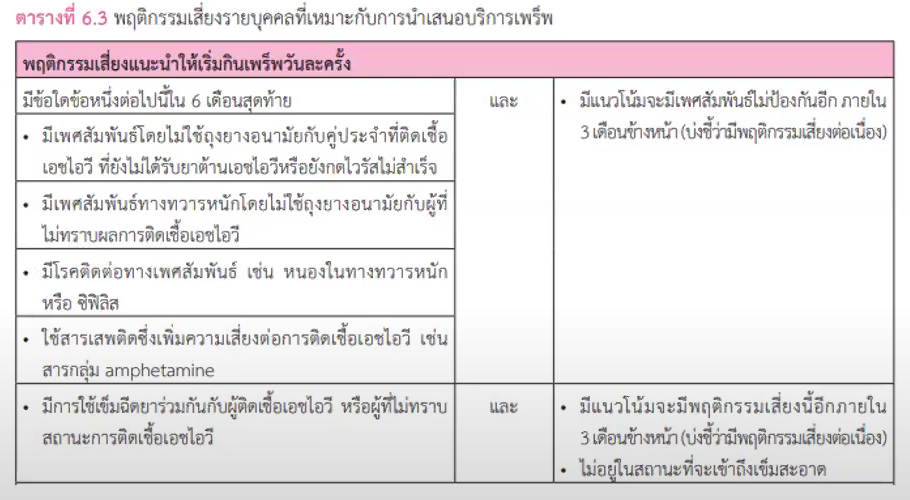 ตารางที่ 6.3 พฤติกรรมเสี่ยงรายบุคคลที่เหมาะกับการนำเสนอบริการเพร็พ
พฤติกรรมเสี่ยงแนะนำให้เริ่มกินเพร็พวันละครั้ง
มีข้อใดข้อหนึ่งต่อไปนี้ใน 6 เดือนสุดท้าย
• มีเพศสัมพันธ์โดยไม่ใช้ถุงยางอนามัยกับคู่ประจำที่ติดเชื้อ
เอชไอวี ที่ยังไม่ได้รับยาต้านเอชไอวีหรือยังกดไวรัสไม่สำเร็จ
• มีเพศสัมพันธ์ทางทวารหนักโดยไม่ใช้ถุงยางอนามัยกับผู้ที่
ไม่ทราบผลการติดเชื้อเอชไอวี
• มีโรคติดต่อทางเพศสัมพันธ์ เช่น หนองในทางทวารหนัก
หรือ ซิฟิลิส
• ใช้สารเสพติดซึ่งเพิ่มความเสี่ยงต่อการติดเชื้อเอชไอวี เช่น
สารกลุ่ม amphetamine
และ
• มีแนวโน้มจะมีเพศสัมพันธ์ไม่ป้องกันอีก ภายใน
3 เดือนข้างหน้า (บ่งชี้ว่ามีพฤติกรรมเสี่ยงต่อเนื่อง)
• มีการใช้เข็มฉีดยาร่วมกันกับผู้ติดเชื้อเอชไอวี หรือผู้ที่ไม่ทราบ
สถานะการติดเชื้อเอชไอวี
และ
• มีแนวโน้มจะมีพฤติกรรมเสี่ยงนี้อีกภายใน
3 เดือนข้างหน้า (บ่งชี้ว่ามีพฤติกรรมเสี่ยงต่อเนื่อง)
• ไม่อยู่ในสถานะที่จะเข้าถึงเข็มสะอาด